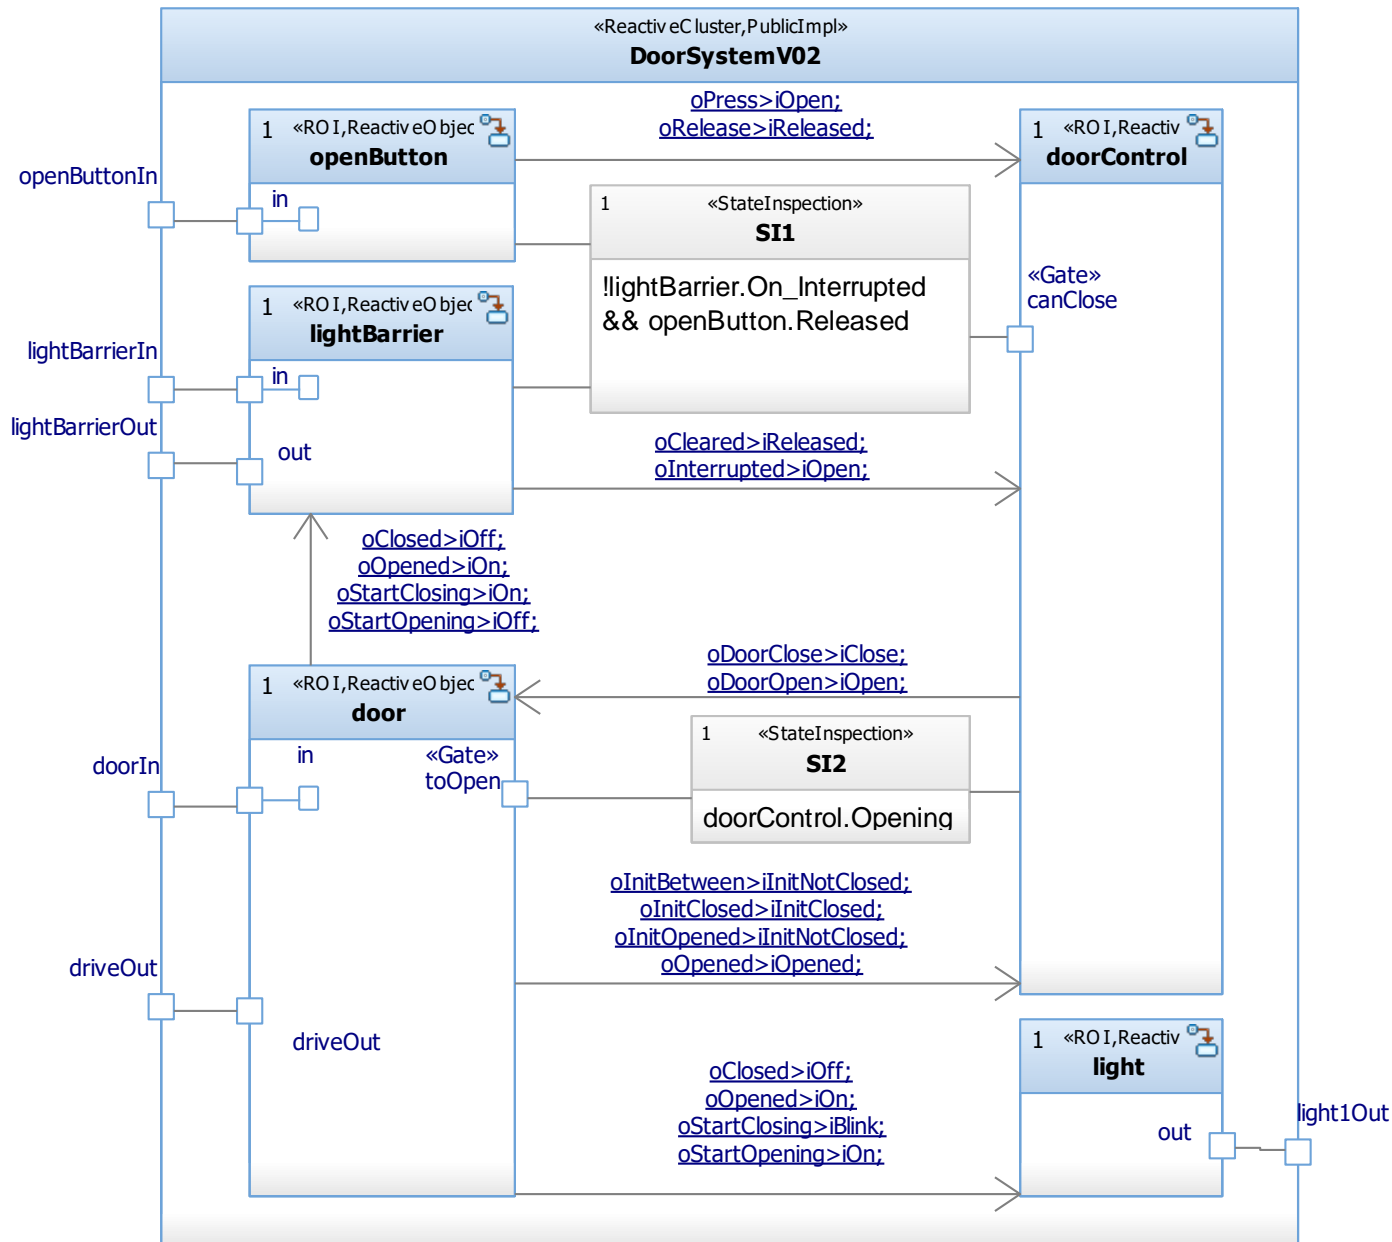 «ReactiveCluster,PublicImpl»
DoorSystemV02
oPress>iOpen;
oRelease>iReleased;
1 «ROI,ReactiveObjec
openButton
1 «ROI,Reactiv
doorControl
openButtonIn
in
1 «StateInspection»
SI1
!lightBarrier.On_Interrupted
&& openButton.Released
«Gate»
canClose
1 «ROI,ReactiveObjec
lightBarrier
lightBarrierIn
in
lightBarrierOut
out
oCleared>iReleased;
oInterrupted>iOpen;
oClosed>iOff;
oOpened>iOn;
oStartClosing>iOn;
oStartOpening>iOff;
oDoorClose>iClose;
oDoorOpen>iOpen;
1 «ROI,ReactiveObjec
door
in
«Gate»
toOpen
1 «StateInspection»
SI2
doorControl.Opening
doorIn
oInitBetween>iInitNotClosed;
oInitClosed>iInitClosed;
oInitOpened>iInitNotClosed;
oOpened>iOpened;
driveOut
driveOut
1 «ROI,Reactiv
light
oClosed>iOff;
oOpened>iOn;
oStartClosing>iBlink;
oStartOpening>iOn;
out
light1Out